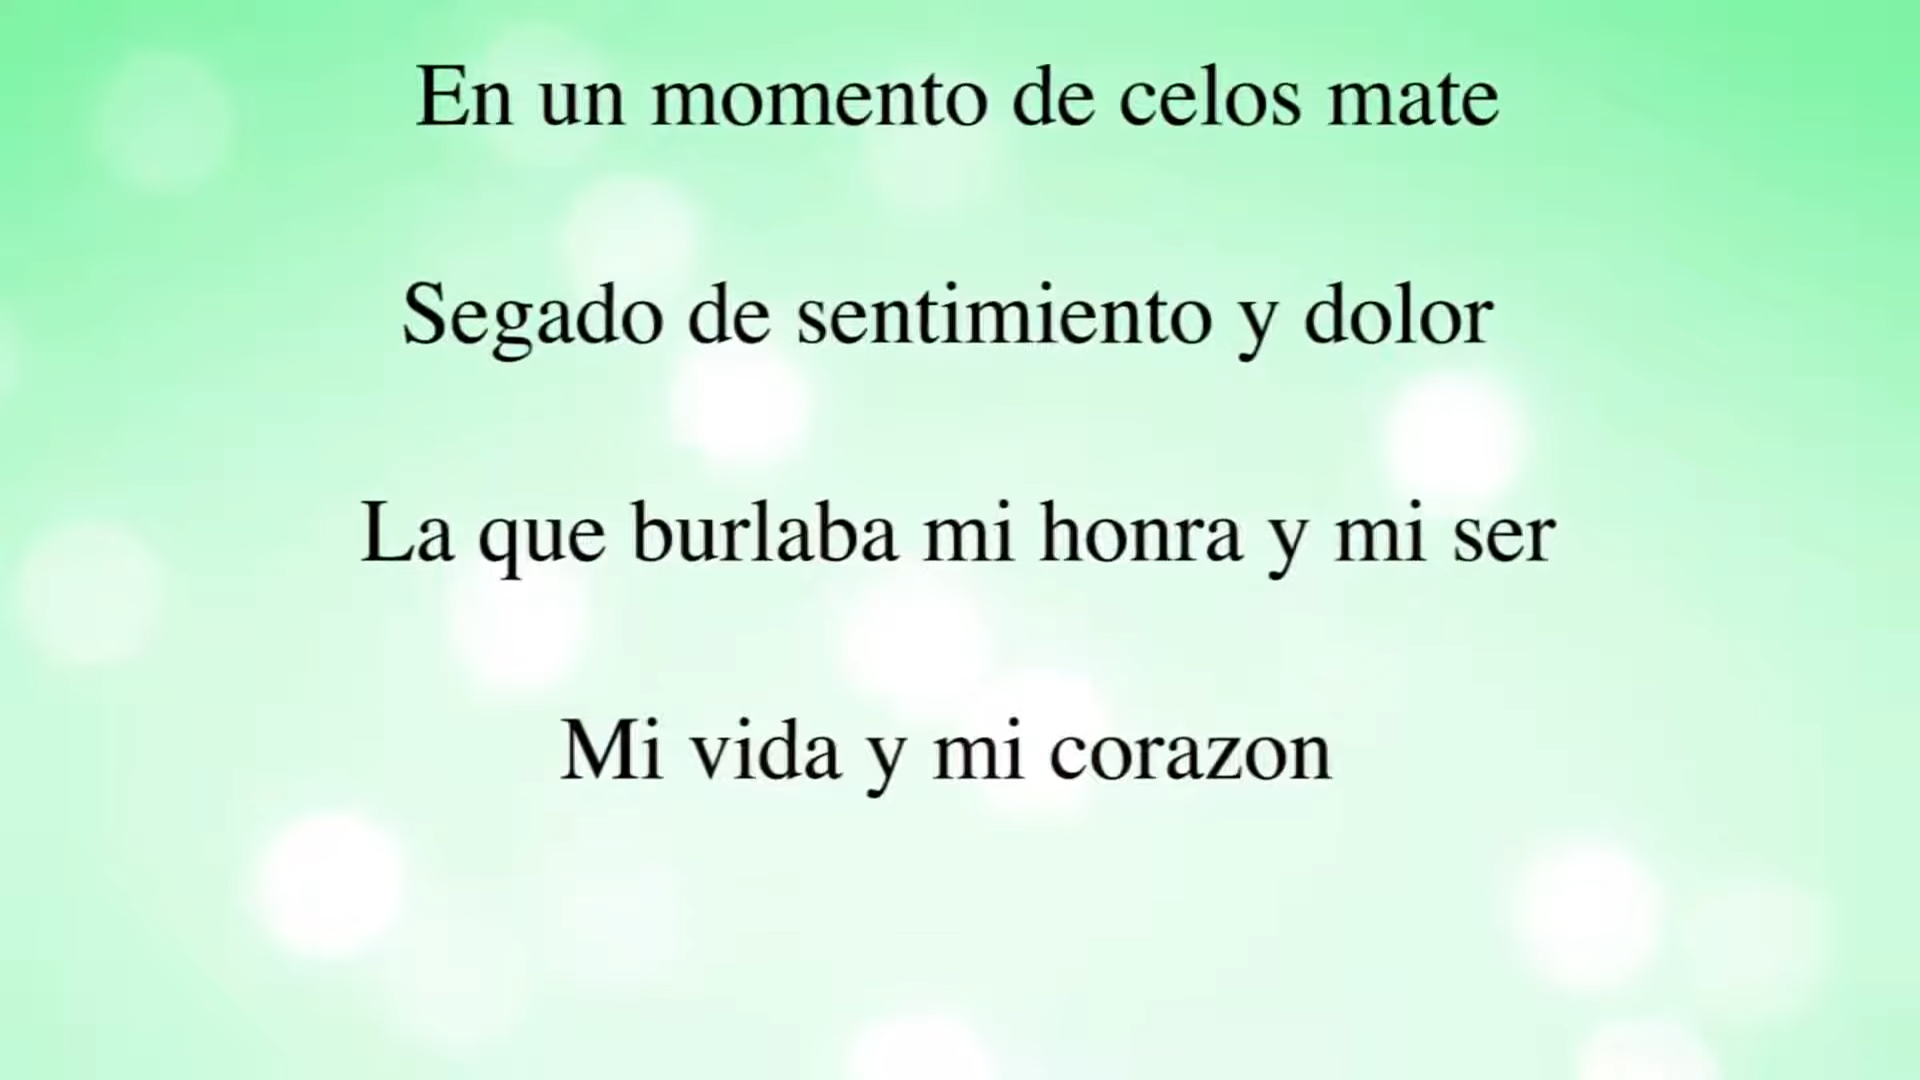 En un momento de celos mate
Segado de sentimiento y dolor
La que burlaba mi honra y mi ser
Mi vida y mi corazon